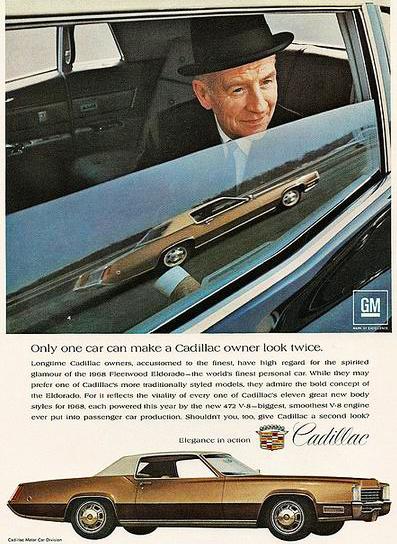 GM
MARK OF EXCELLENCE
Only one car can make a Cadillac owner look twice.
Longtime Cadillac owners, accustomed to the finest, have high regard for the spirited
glamour of the 1968 Fleetwood Eldorado—the world's finest personal car. While they may
prefer one of Cadillac's more traditionally styled models, they admire the bold concept of
the Eldorado. For it reflects the vitality of every one of Cadillac's eleven great new body
styles for 1968, each powered this year by the new 472 V-8—biggest, smoothest V-8 engine
ever put into passenger car production. Shouldn't you, too, give Cadillac a second look?
Elegance in action Cadillac
Cadillac Motor Car Division